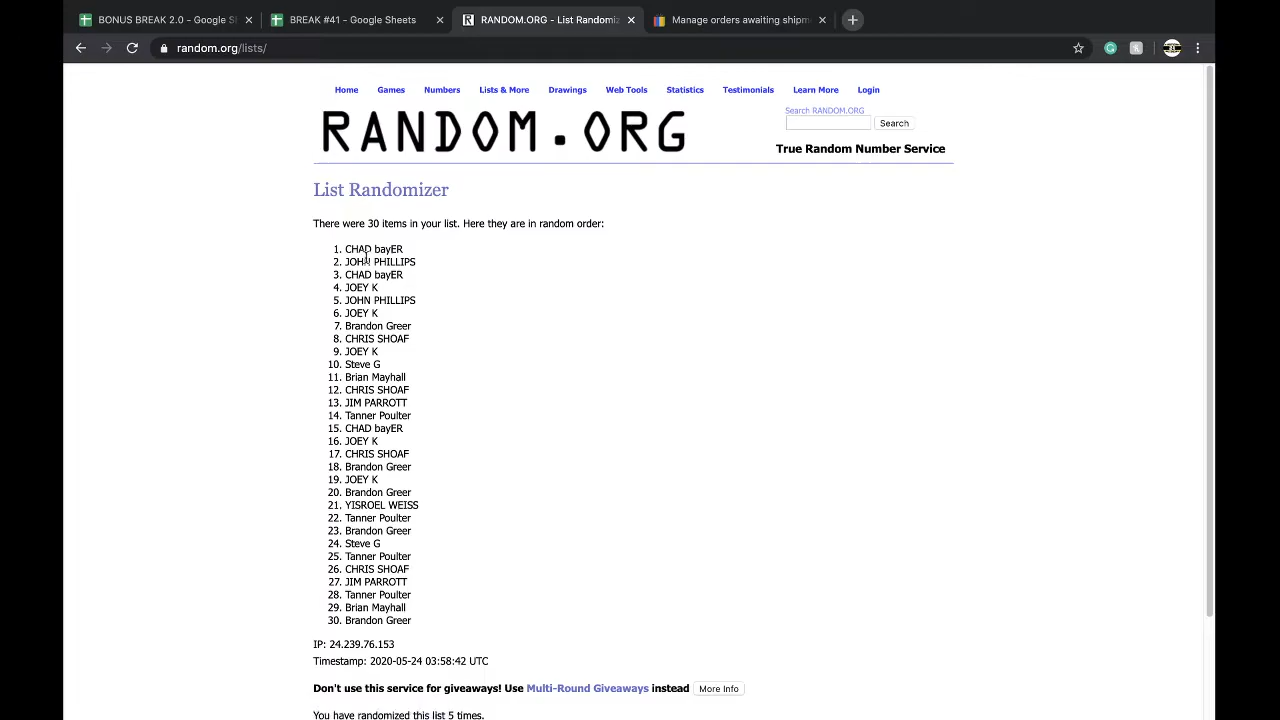 BONUS BREAK 2.0 - Google S
BREAK #41 - Google Sheets
RANDOM.ORG - List Randomiz
Manage orders awaiting shipm
random.org/lists/
Home Games Numbers Lists & More Drawings Web Tools Statistics Testimonials Learn More Login
Search RANDOM.ORG
RANDOM.ORG
Search
True Random Number Service
List Randomizer
There were 30 items in your list. Here they are in random order:
1. CHAD bayER
2. JOHN PHILLIPS
3. CHAD bayER
4. JOEY K
5. JOHN PHILLIPS
6. JOEY K
7. Brandon Greer
8. CHRIS SHOAF
9. JOEY K
10. Steve G
11. Brian Mayhall
12. CHRIS SHOAF
13. JIM PARROTT
14. Tanner Poulter
15. CHAD bayER
16. JOEY K
17. CHRIS SHOAF
18. Brandon Greer
19. JOEY K
20. Brandon Greer
21. YISROEL WEISS
22. Tanner Poulter
23. Brandon Greer
24. Steve G
25. Tanner Poulter
26. CHRIS SHOAF
27. JIM PARROTT
28. Tanner Poulter
29. Brian Mayhall
30. Brandon Greer
IP: 24.239.76.153
Timestamp: 2020-05-24 03:58:42 UTC
Don't use this service for giveaways! Use Multi-Round Giveaways instead More Info
You have randomized this list 5 times.